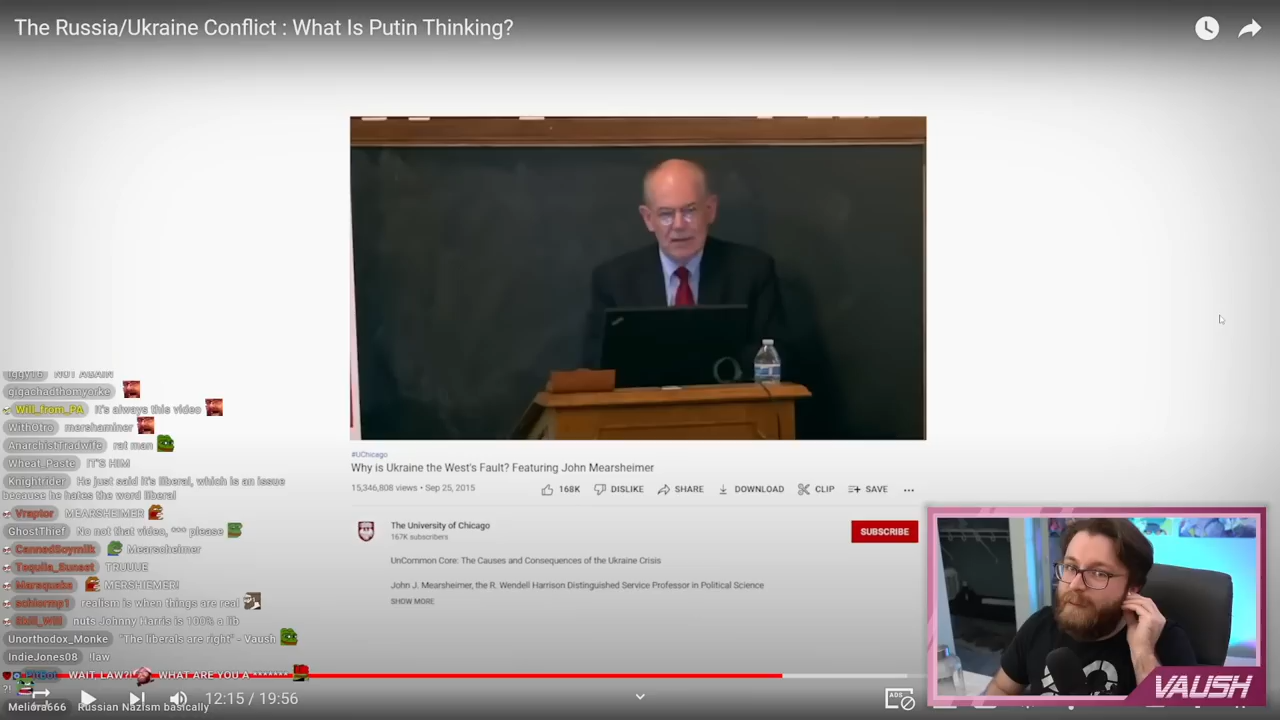 The Russia/Ukraine Conflict : What Is Putin Thinking?
#UChicago
Why is Ukraine the West's Fault? Featuring John Mearsheimer
15,346,808 views • Sep 25, 2015
168K DISLIKE SHARE DOWNLOAD CLIP SAVE
The University of Chicago
167K subscribers
SUBSCRIBE
UnCommon Core: The Causes and Consequences of the Ukraine Crisis
John J. Mearsheimer, the R. Wendell Harrison Distinguished Service Professor in Political Science
SHOW MORE
NOT AGAIN
gigachadthomyorke
Will_from_PA it's always this video
WithOtro mershaminer
AnarchistTradwife rat man
Wheat_Paste IT'S HIM
Knightrider He just said it's liberal, which is an issue
because he hates the word liberal
Vraptor MEARSHEIMER
GhostThief No not that video, *** please
CannedSoymilk Mearscheimer
Tequila_Sunset TRUUUE
Marsquake MERSHEIMER!
realism is when things are real
Skill_Will nuts Johnny Harris is 100% a lib
Unorthodox_Monke "The liberals are right" - Vaush
IndieJones08 !law
WAIT, LAW?! WHAT ARE YOU A *******
?!
Meliora666 Russian Nazism basically
12:15 / 19:56
ADS
VAUSH